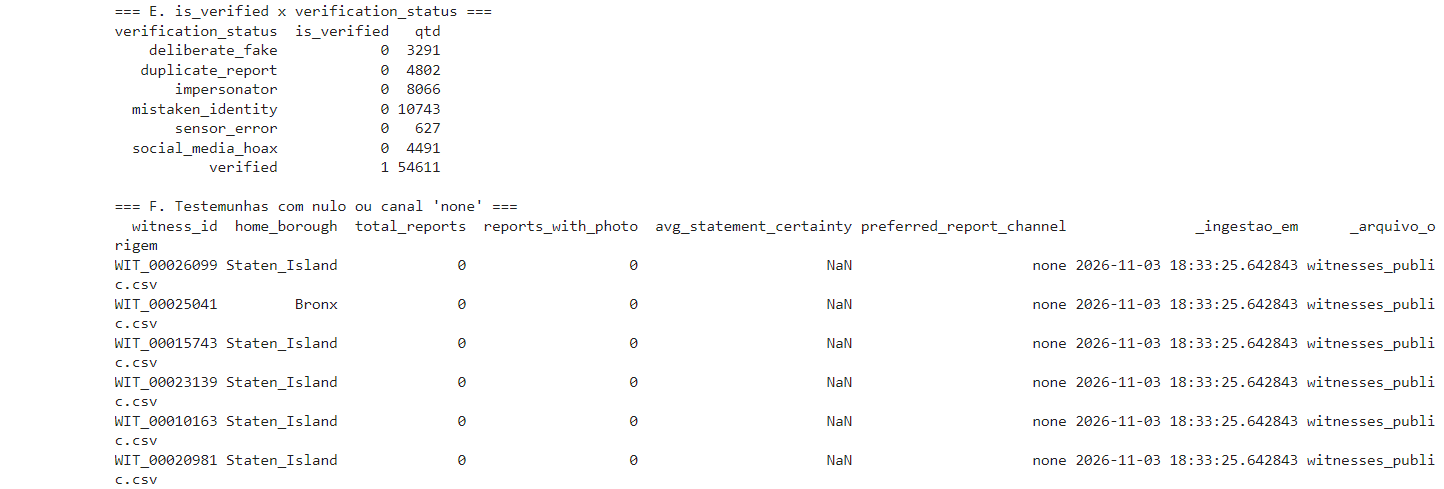 === E. is_verified x verification_status ===
verification_status  is_verified   qtd
deliberate_fake            0  3291
duplicate_report            0  4802
impersonator            0  8066
mistaken_identity            0 10743
sensor_error            0   627
social_media_hoax            0  4491
verified            1 54611

=== F. Testemunhas com nulo ou canal 'none' ===
witness_id  home_borough  total_reports  reports_with_photo  avg_statement_certainty preferred_report_channel                _ingestao_em      _arquivo_o
rigem
WIT_00026099 Staten_Island              0                   0                    NaN                     none 2026-11-03 18:33:25.642843 witnesses_publi
c.csv
WIT_00025041         Bronx              0                   0                    NaN                     none 2026-11-03 18:33:25.642843 witnesses_publi
c.csv
WIT_00015743 Staten_Island              0                   0                    NaN                     none 2026-11-03 18:33:25.642843 witnesses_publi
c.csv
WIT_00023139 Staten_Island              0                   0                    NaN                     none 2026-11-03 18:33:25.642843 witnesses_publi
c.csv
WIT_00010163 Staten_Island              0                   0                    NaN                     none 2026-11-03 18:33:25.642843 witnesses_publi
c.csv
WIT_00020981 Staten_Island              0                   0                    NaN                     none 2026-11-03 18:33:25.642843 witnesses_publi
c.csv